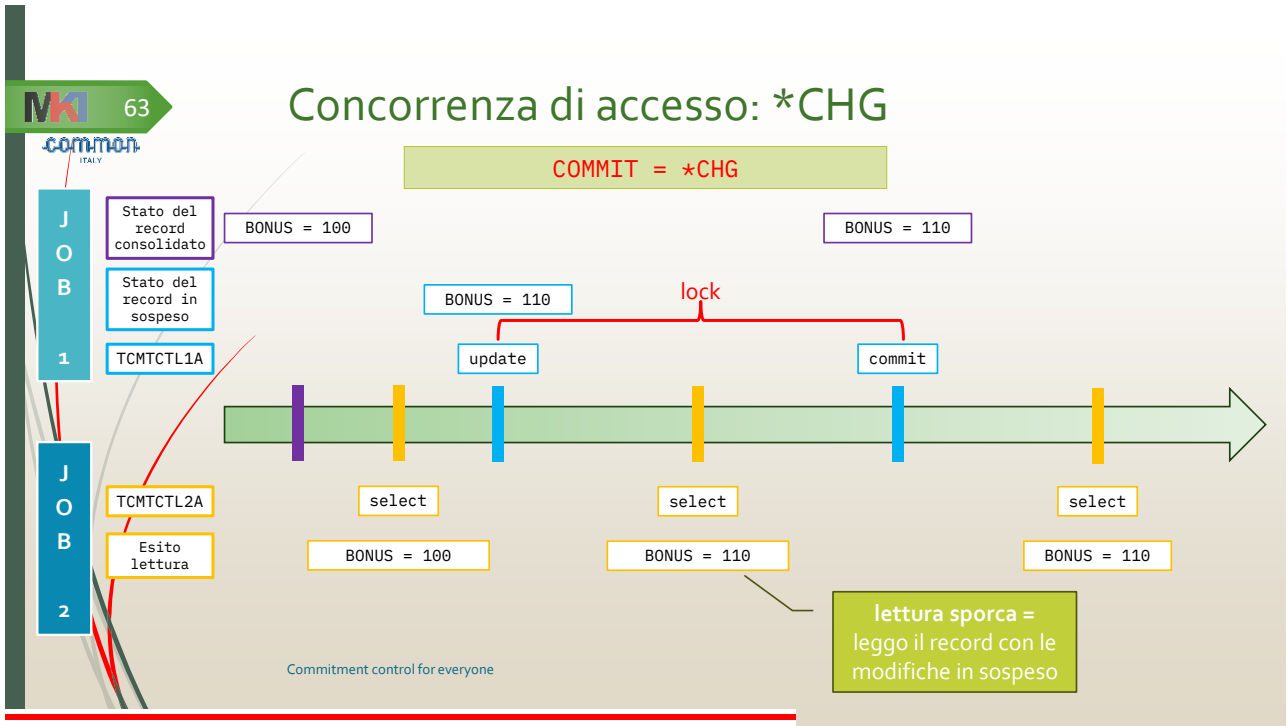 MK1
63
common
ITALY
Concorrenza di accesso: *CHG
COMMIT = *CHG
J
O
B
1
Stato del
record
consolidato
BONUS = 100
BONUS = 110
Stato del
record in
sospeso
BONUS = 110
lock
TCMTCTL1A
update
commit
J
O
B
2
TCMTCTL2A
select
select
select
Esito
lettura
BONUS = 100
BONUS = 110
BONUS = 110
lettura sporca =
leggo il record con le
modifiche in sospeso
Commitment control for everyone